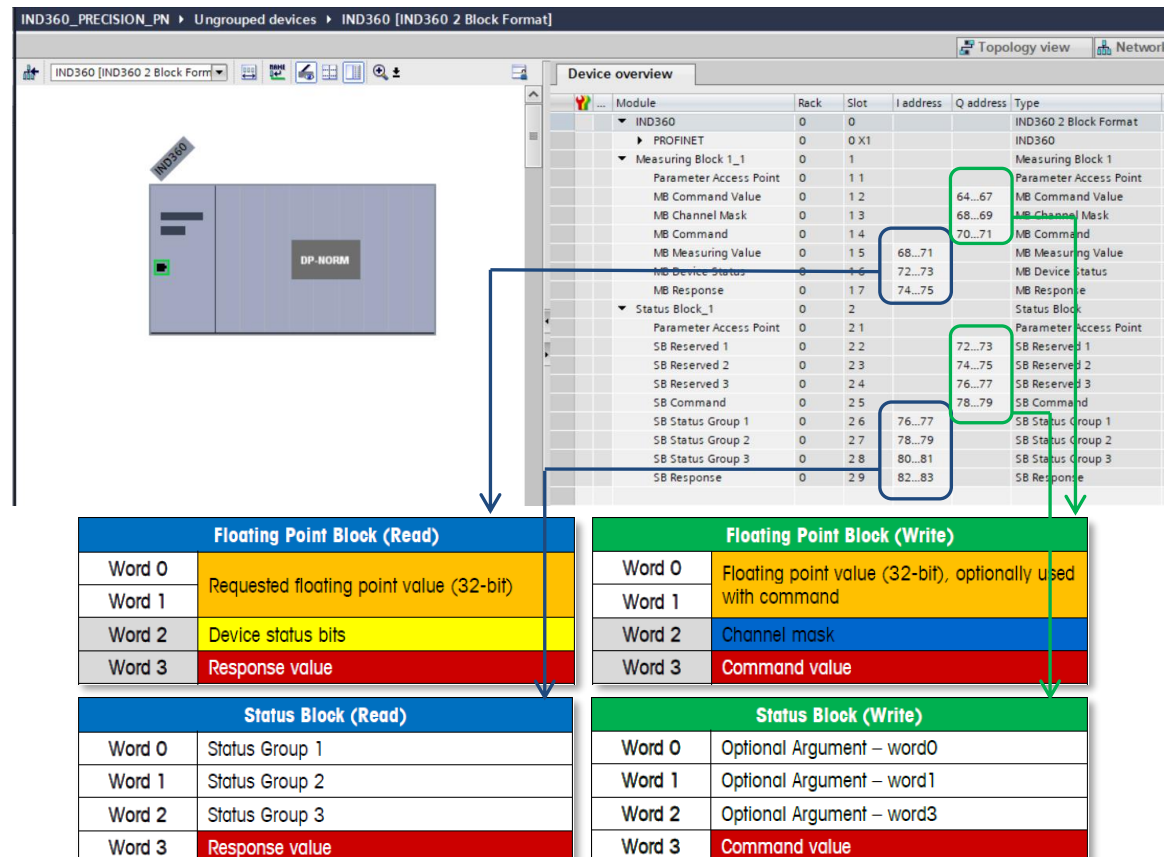 IND360_PRECISION_PN ▸ Ungrouped devices ▸ IND360 [IND360 2 Block Format]
Topology view Network
IND360 [IND360 2 Block Form
Device overview
... Module Rack Slot I address Q address Type
IND360 0 0 IND360 2 Block Format
PROFINET 0 0 X1 IND360
Measuring Block 1_1 0 1 Measuring Block 1
Parameter Access Point 0 1 1 Parameter Access Point
MB Command Value 0 1 2 64...67 MB Command Value
MB Channel Mask 0 1 3 68...69 MB Channel Mask
MB Command 0 1 4 70...71 MB Command
MB Measuring Value 0 1 5 68...71 MB Measuring Value
MB Device Status 0 1 6 72...73 MB Device Status
MB Response 0 1 7 74...75 MB Response
Status Block_1 0 2 Status Block
Parameter Access Point 0 2 1 Parameter Access Point
SB Reserved 1 0 2 2 72...73 SB Reserved 1
SB Reserved 2 0 2 3 74...75 SB Reserved 2
SB Reserved 3 0 2 4 76...77 SB Reserved 3
SB Command 0 2 5 78...79 SB Command
SB Status Group 1 0 2 6 76...77 SB Status Group 1
SB Status Group 2 0 2 7 78...79 SB Status Group 2
SB Status Group 3 0 2 8 80...81 SB Status Group 3
SB Response 0 2 9 82...83 SB Response
IND360
DP-NORM
Floating Point Block (Read)
Word 0 Requested floating point value (32-bit)
Word 1
Word 2 Device status bits
Word 3 Response value
Floating Point Block (Write)
Word 0 Floating point value (32-bit), optionally used
Word 1 with command
Word 2 Channel mask
Word 3 Command value
Status Block (Read)
Word 0 Status Group 1
Word 1 Status Group 2
Word 2 Status Group 3
Word 3 Response value
Status Block (Write)
Word 0 Optional Argument – word0
Word 1 Optional Argument – word1
Word 2 Optional Argument – word3
Word 3 Command value